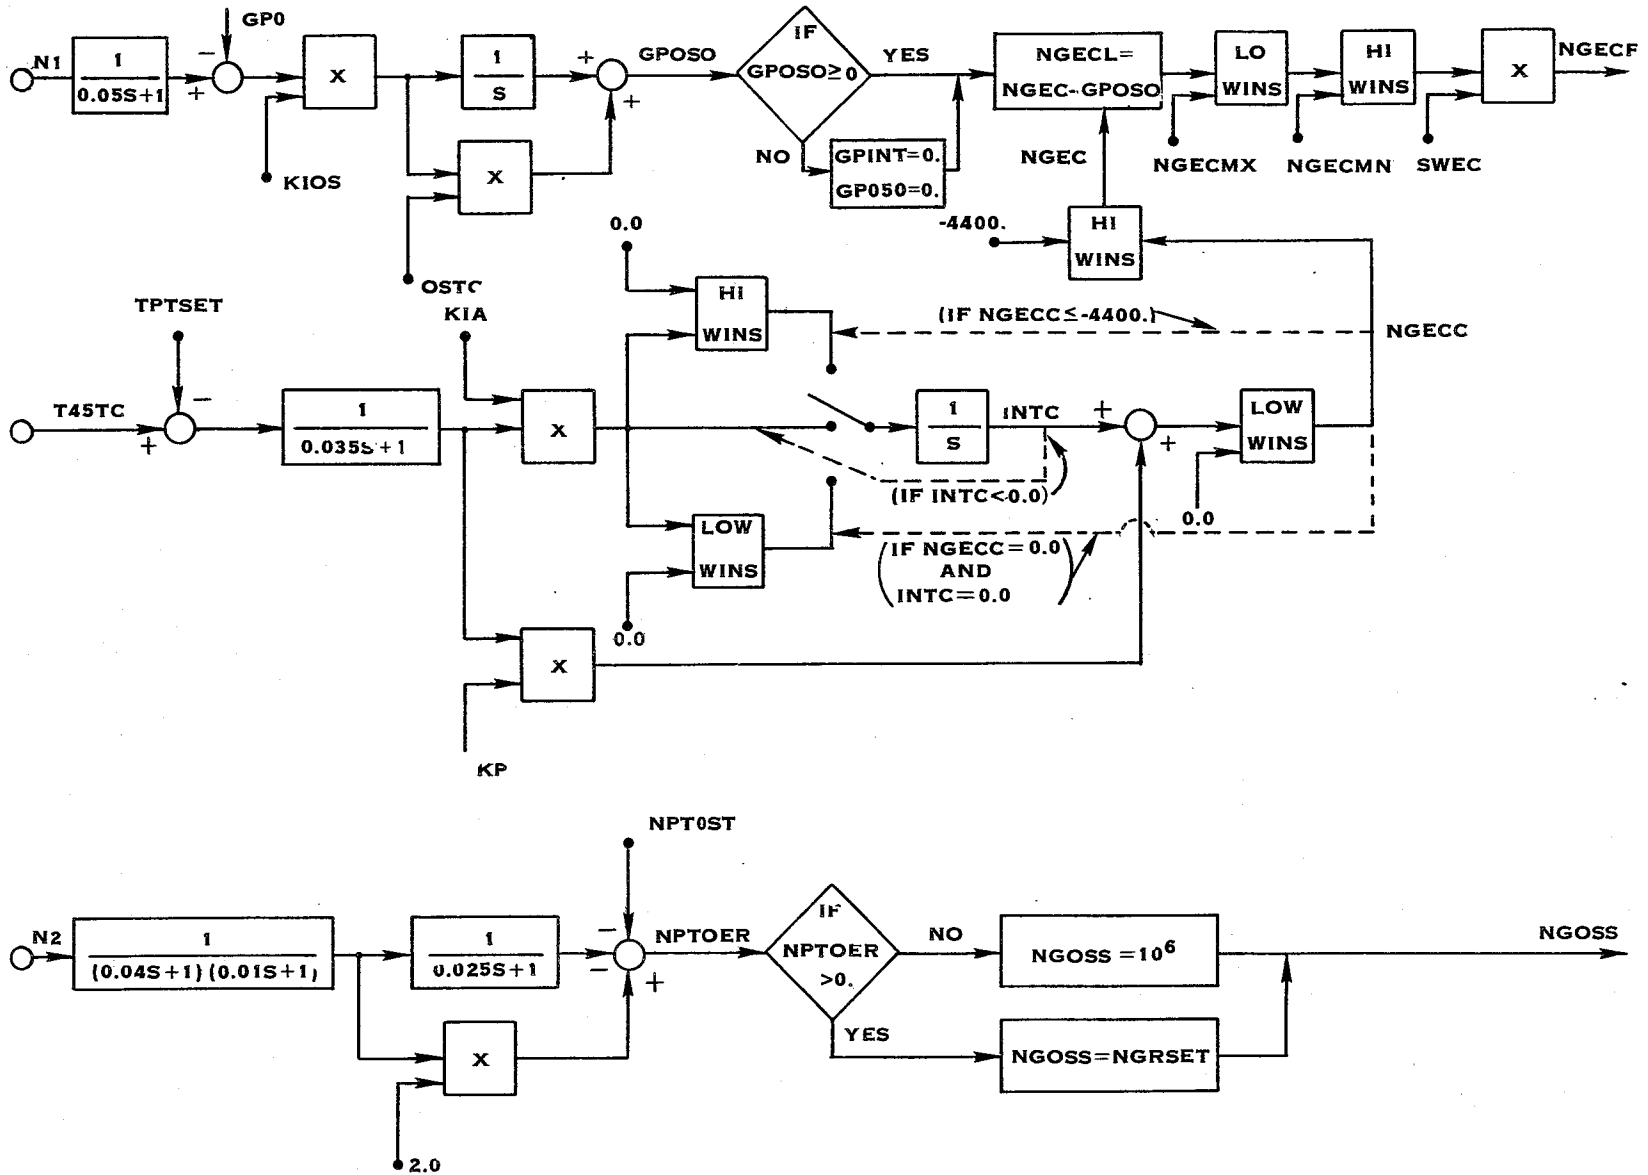 GP0
N1
1
0.05S+1
−
+
X
KIOS
1
S
X
OSTC
+
+
GPOSO
IF
GPOSO≥0
YES
NO
GPINT=0.
GP050=0.
NGECL=
NGEC-GPOSO
NGEC
LO
WINS
NGECMX
HI
WINS
NGECMN
X
SWEC
NGECF
-4400.
HI
WINS
TPTSET
T45TC
−
+
1
0.035S+1
KIA
X
0.0
HI
WINS
(IF NGECC≤-4400.)
NGECC
1
S
INTC
+
+
LOW
WINS
0.0
(IF INTC<0.0)
LOW
WINS
0.0
(IF NGECC=0.0
AND
INTC=0.0)
X
KP
NPT0ST
N2
1
(0.04S+1)(0.01S+1)
1
0.025S+1
X
2.0
−
−
+
NPTOER
IF
NPTOER
>0.
NO
YES
NGOSS =10⁶
NGOSS=NGRSET
NGOSS